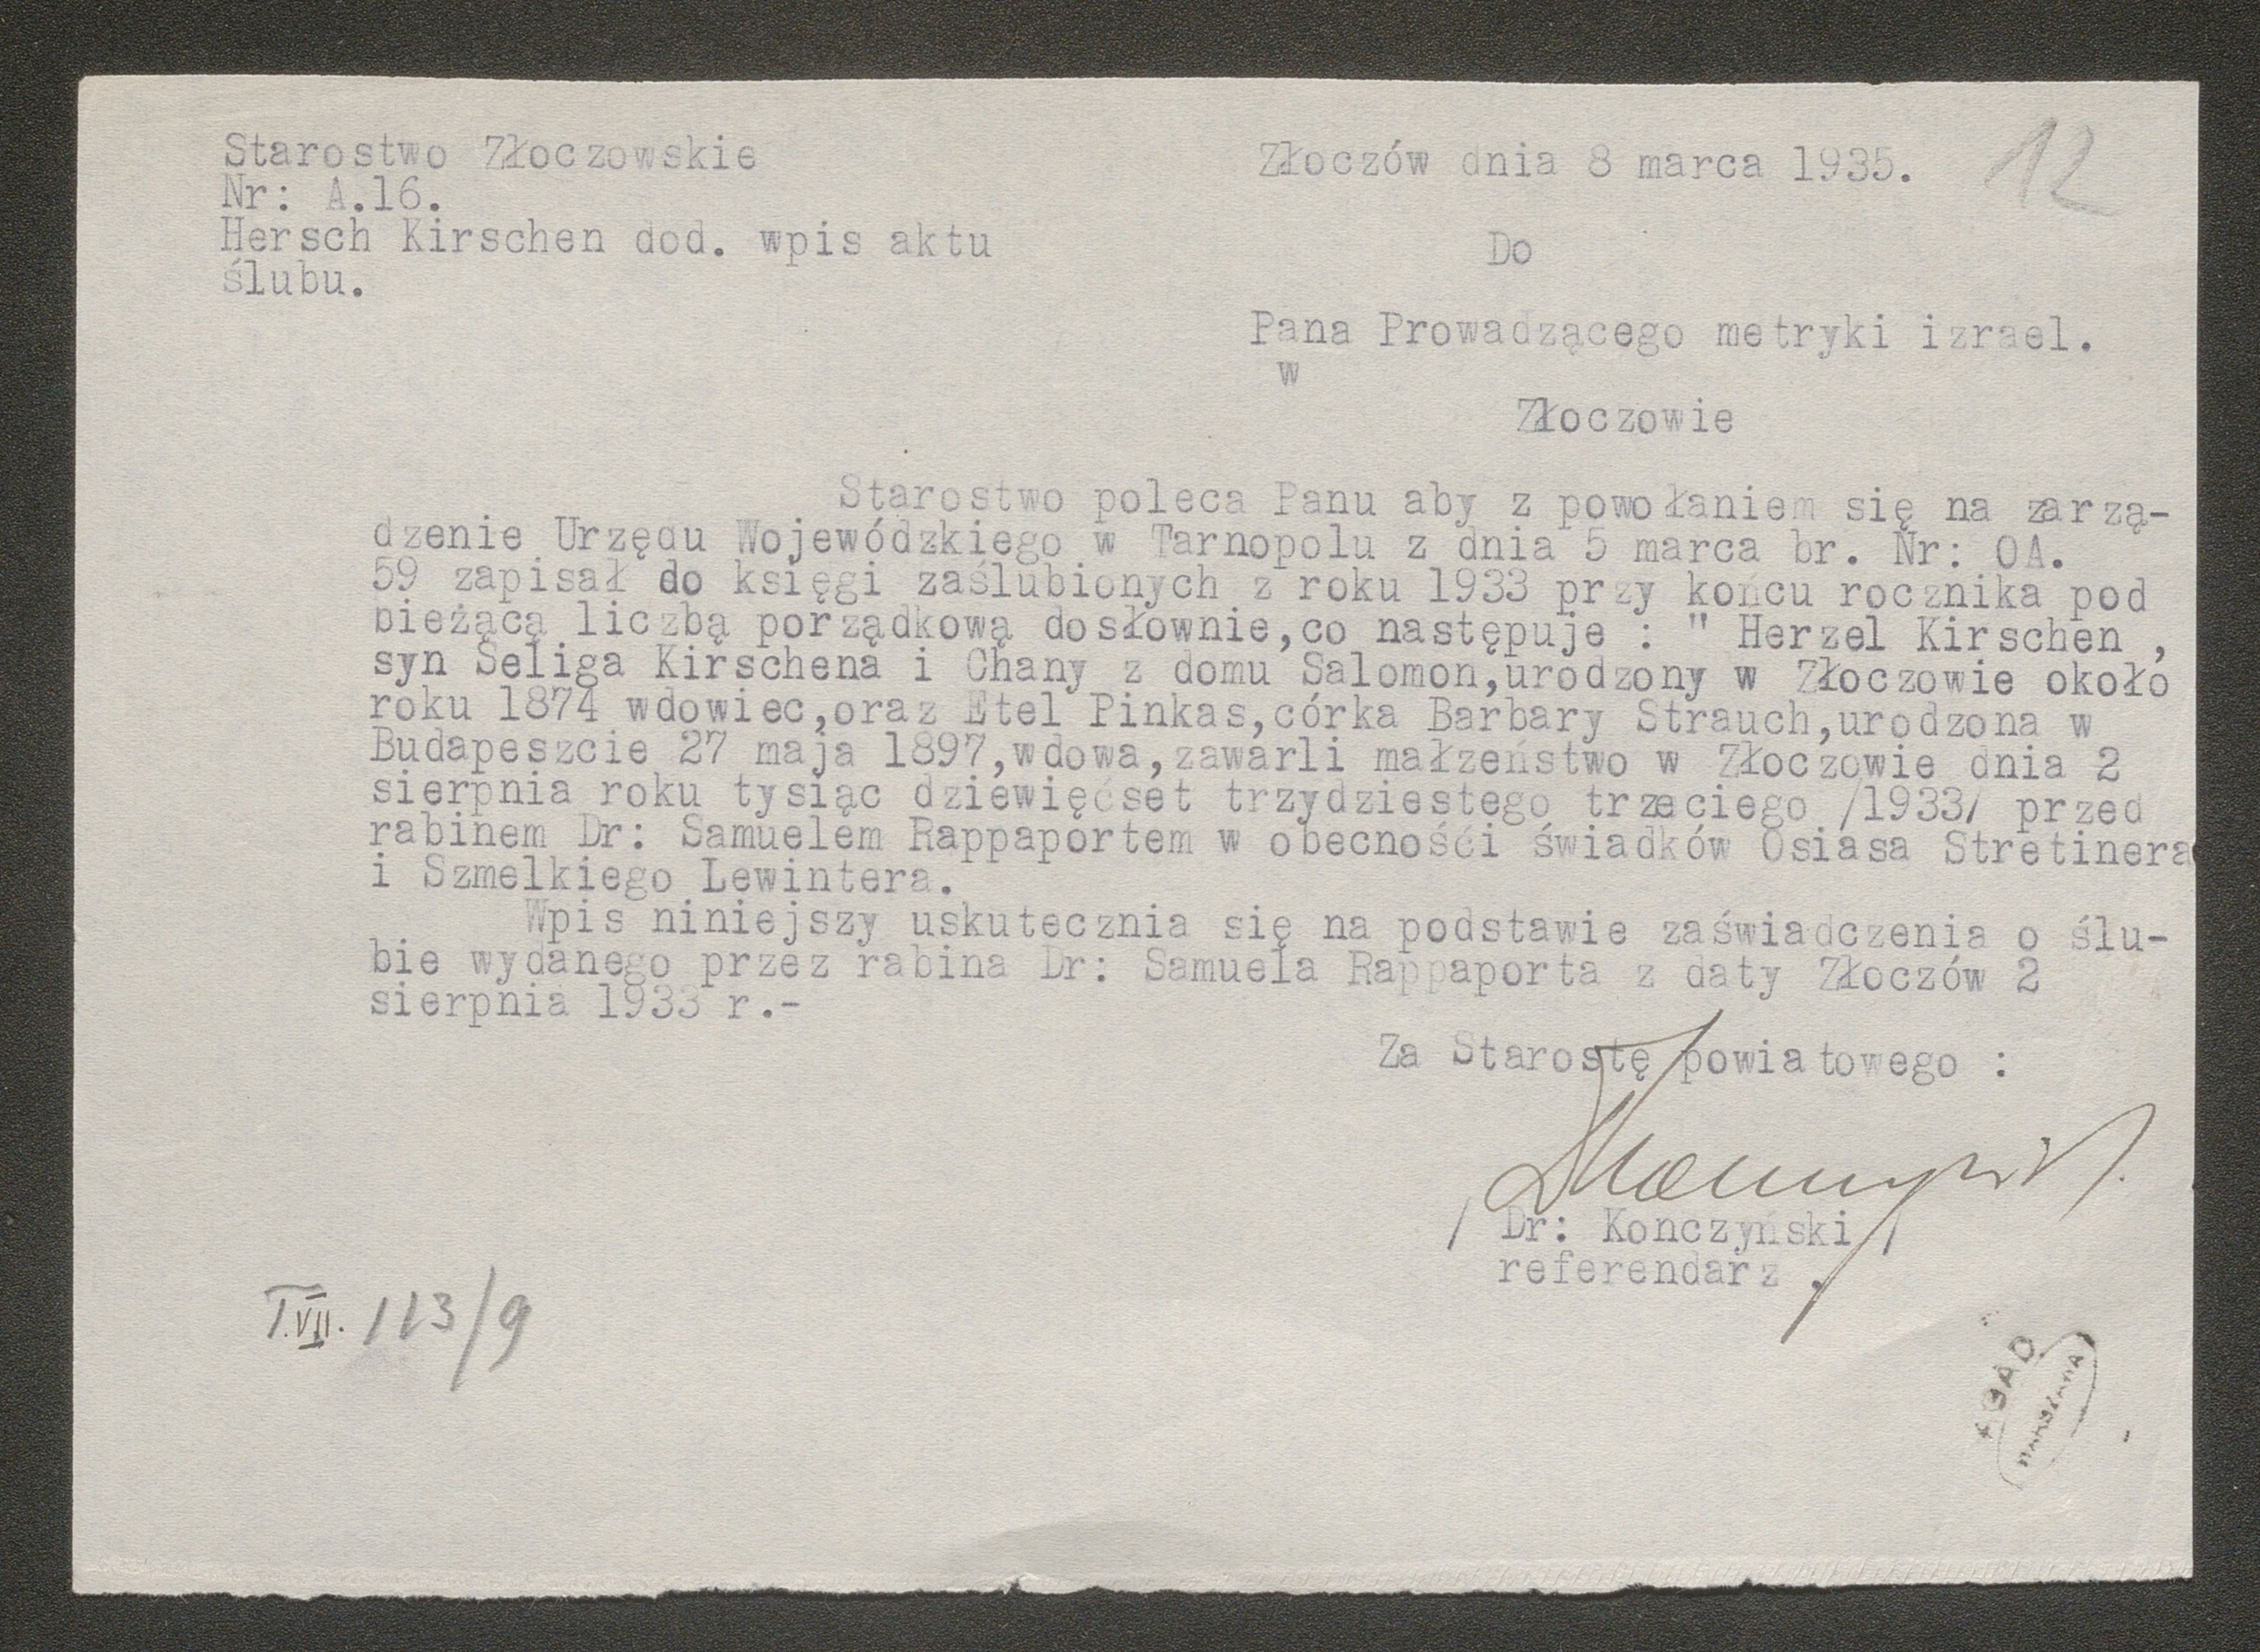 Starostwo Złoczowskie
Nr: A.16.
Hersch Kirschen dod. wpis aktu
ślubu.
Złoczów dnia 8 marca 1935.
12
Do
Pana Prowadzącego metryki izrael.
w
Złoczowie
Starostwo poleca Panu aby z powołaniem się na zarzą-
dzenie Urzędu Wojewódzkiego w Tarnopolu z dnia 5 marca br. Nr: OA.
59 zapisał do księgi zaślubionych z roku 1933 przy końcu rocznika pod
bieżącą liczbą porządkową dosłownie,co następuje : " Herzel Kirschen ,
syn Seliga Kirschena i Chany z domu Salomon,urodzony w Złoczowie około
roku 1874 wdowiec,oraz Etel Pinkas,córka Barbary Strauch,urodzona w
Budapeszcie 27 maja 1897,wdowa,zawarli małzeństwo w Złoczowie dnia 2
sierpnia roku tysiąc dziewięćset trzydziestego trzeciego /1933/ przed
rabinem Dr: Samuelem Rappaportem w obecnośći świadków Osiasa Stretinera
i Szmelkiego Lewintera.
Wpis niniejszy uskutecznia się na podstawie zaświadczenia o ślu-
bie wydanego przez rabina Dr: Samuela Rappaporta z daty Złoczów 2
sierpnia 1933 r.-
Za Starostę powiatowego :
/ Dr: Konczyński /
referendarz .
T.VII. 113/9
AGAD
WARSZAWA